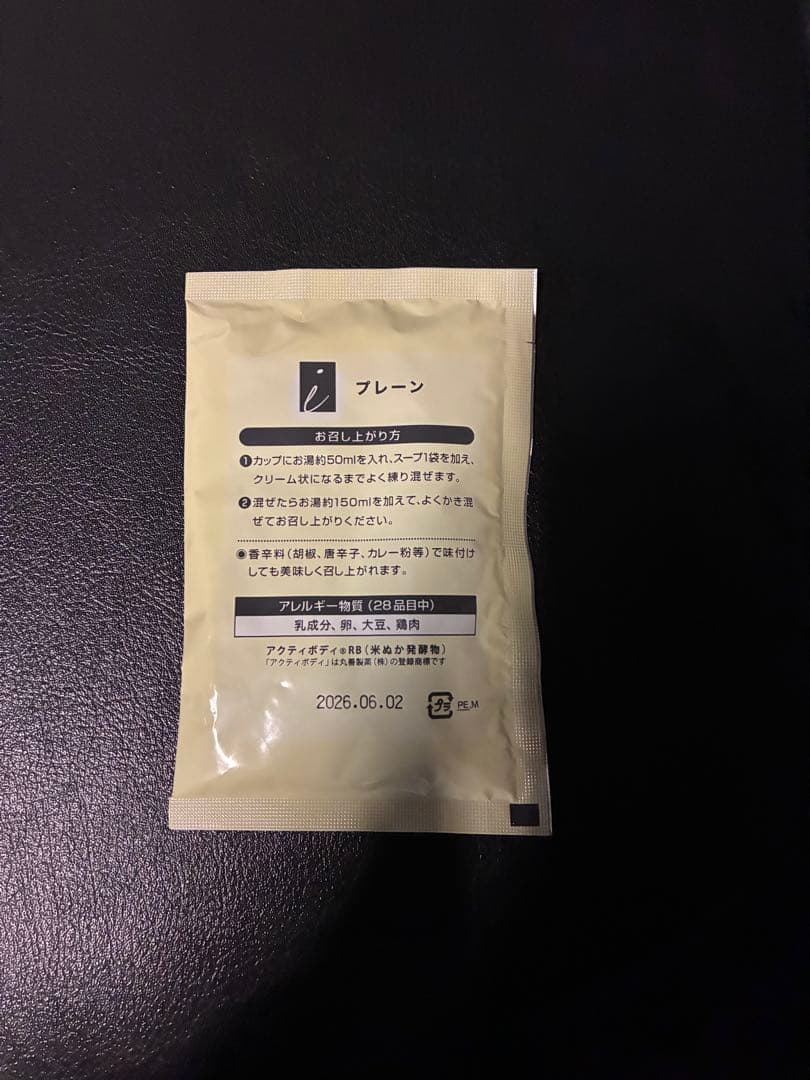 プレーン
お召し上がり方
❶カップにお湯約50mlを入れ、スープ1袋を加え、
クリーム状になるまでよく練り混ぜます。
❷混ぜたらお湯約150mlを加えて、よくかき混
ぜてお召し上がりください。
◉香辛料(胡椒、唐辛子、カレー粉等)で味付け
しても美味しく召し上がれます。
アレルギー物質(28品目中)
乳成分、卵、大豆、鶏肉
アクティボディ®RB(米ぬか発酵物)
「アクティボディ」は丸善製薬(株)の登録商標です
2026.06.02 プラ PE,M